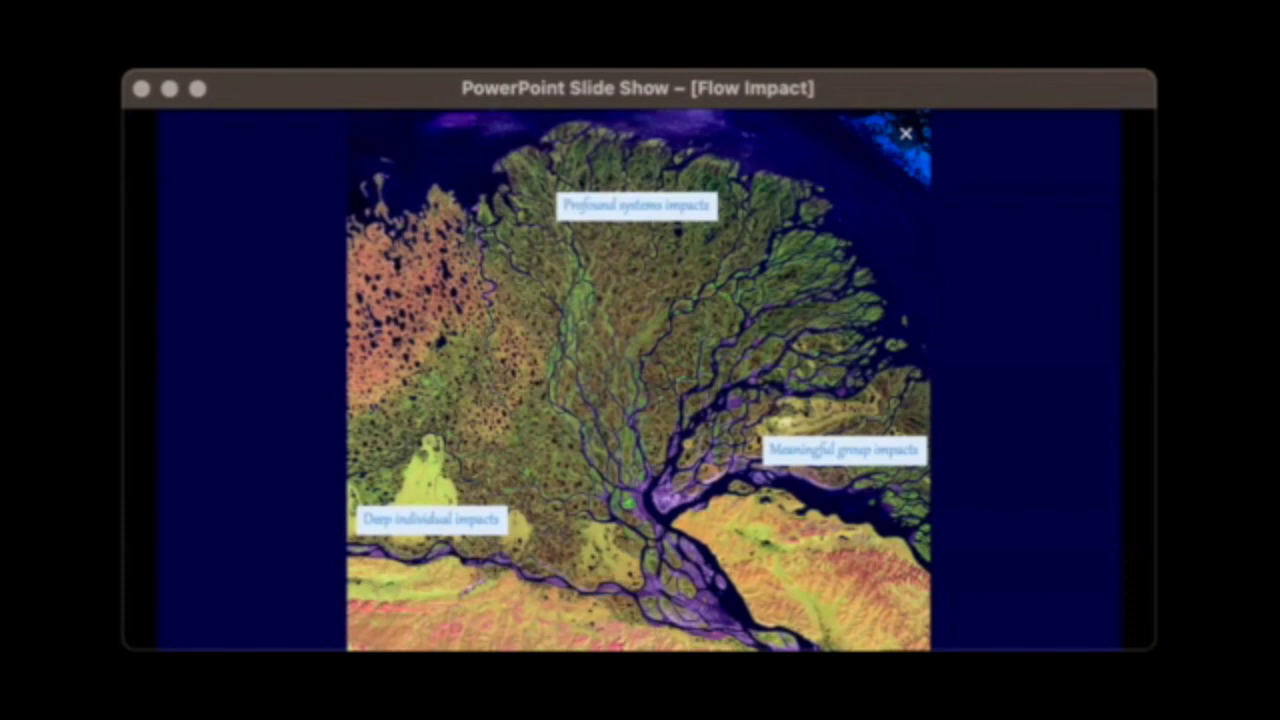 PowerPoint Slide Show – [Flow Impact]
Profound systems impacts
Meaningful group impacts
Deep individual impacts